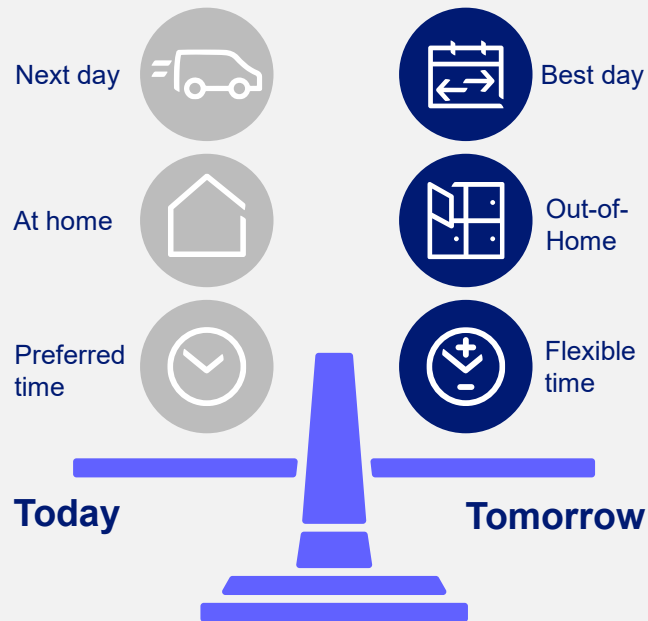 Next day
Best day
At home
Out-of-
Home
Preferred
time
Flexible
time
Today
Tomorrow